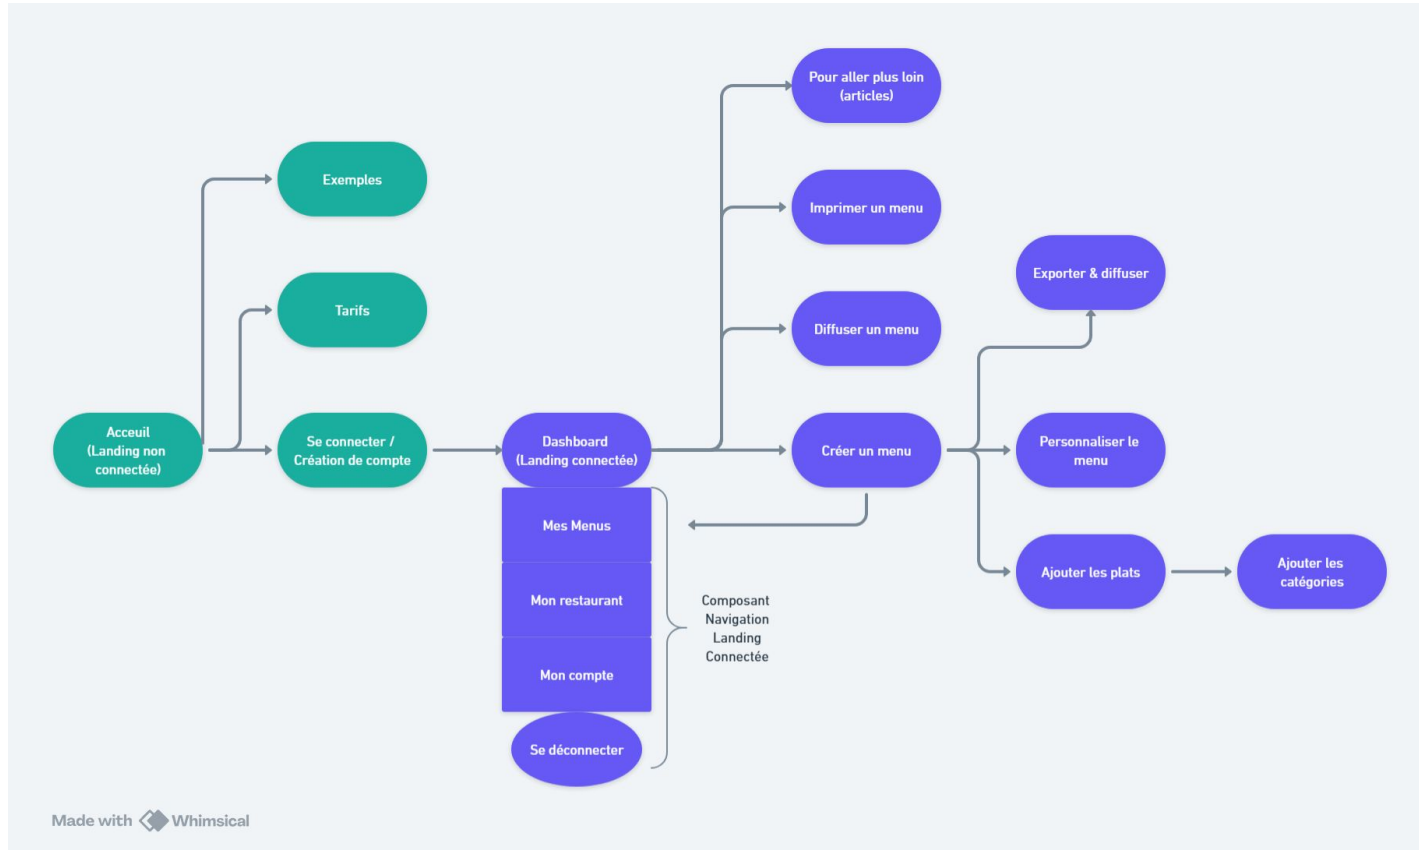 Pour aller plus loin
(articles)
Exemples
Imprimer un menu
Exporter & diffuser
Tarifs
Diffuser un menu
Acceuil
(Landing non
connectée)
Se connecter /
Création de compte
Dashboard
(Landing connectée)
Créer un menu
Personnaliser le
menu
Mes Menus
Ajouter les plats
Ajouter les
catégories
Mon restaurant
Composant
Navigation
Landing
Connectée
Mon compte
Se déconnecter
Made with Whimsical